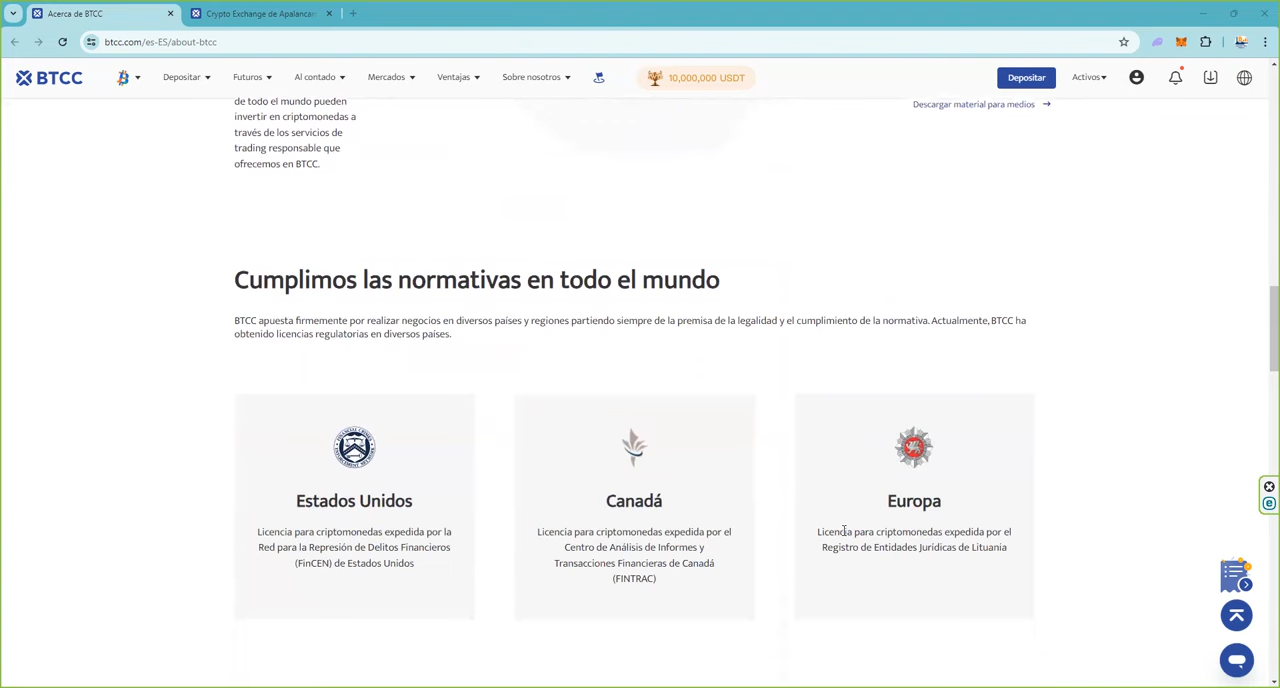 Acerca de BTCC
Crypto Exchange de Apalancam
btcc.com/es-ES/about-btcc
BTCC
Depositar
Futuros
Al contado
Mercados
Ventajas
Sobre nosotros
10,000,000 USDT
Depositar
Activos
de todo el mundo pueden
invertir en criptomonedas a
través de los servicios de
trading responsable que
ofrecemos en BTCC.
Descargar material para medios →
Cumplimos las normativas en todo el mundo
BTCC apuesta firmemente por realizar negocios en diversos países y regiones partiendo siempre de la premisa de la legalidad y el cumplimiento de la normativa. Actualmente, BTCC ha
obtenido licencias regulatorias en diversos países.
Estados Unidos
Licencia para criptomonedas expedida por la
Red para la Represión de Delitos Financieros
(FinCEN) de Estados Unidos
Canadá
Licencia para criptomonedas expedida por el
Centro de Análisis de Informes y
Transacciones Financieras de Canadá
(FINTRAC)
Europa
Licencia para criptomonedas expedida por el
Registro de Entidades Jurídicas de Lituania